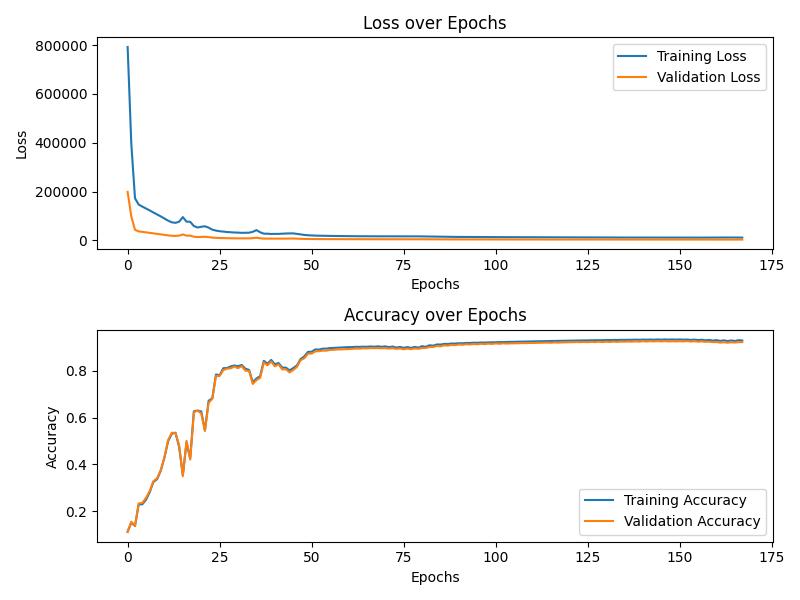 Loss over Epochs
800000
600000
400000
200000
0
Loss
Training Loss
Validation Loss
0 25 50 75 100 125 150 175
Epochs
Accuracy over Epochs
0.8
0.6
0.4
0.2
Accuracy
Training Accuracy
Validation Accuracy
0 25 50 75 100 125 150 175
Epochs